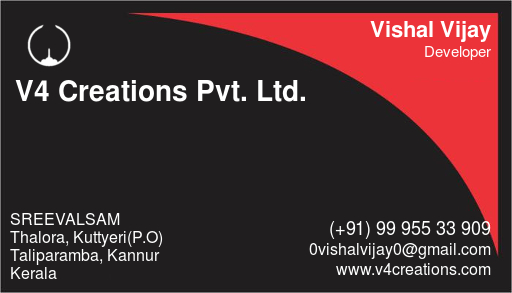 Vishal Vijay
Developer
V4 Creations Pvt. Ltd.
SREEVALSAM
Thalora, Kuttyeri(P.O)
Taliparamba, Kannur
Kerala
(+91) 99 955 33 909
0vishalvijay0@gmail.com
www.v4creations.com